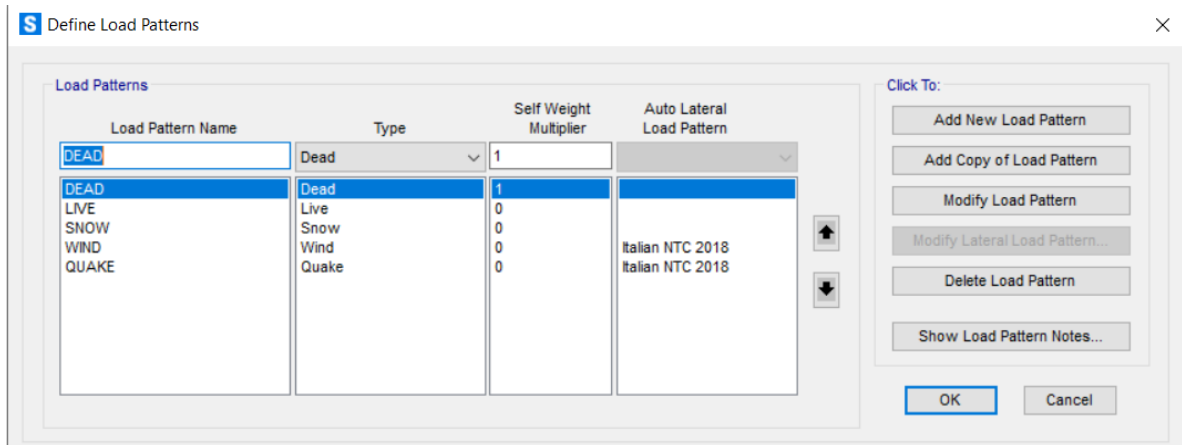 S Define Load Patterns
Load Patterns
Click To:
Load Pattern Name Type Self Weight Multiplier Auto Lateral Load Pattern
DEAD Dead 1
DEAD Dead 1
LIVE Live 0
SNOW Snow 0
WIND Wind 0 Italian NTC 2018
QUAKE Quake 0 Italian NTC 2018
Add New Load Pattern
Add Copy of Load Pattern
Modify Load Pattern
Modify Lateral Load Pattern...
Delete Load Pattern
Show Load Pattern Notes...
OK Cancel